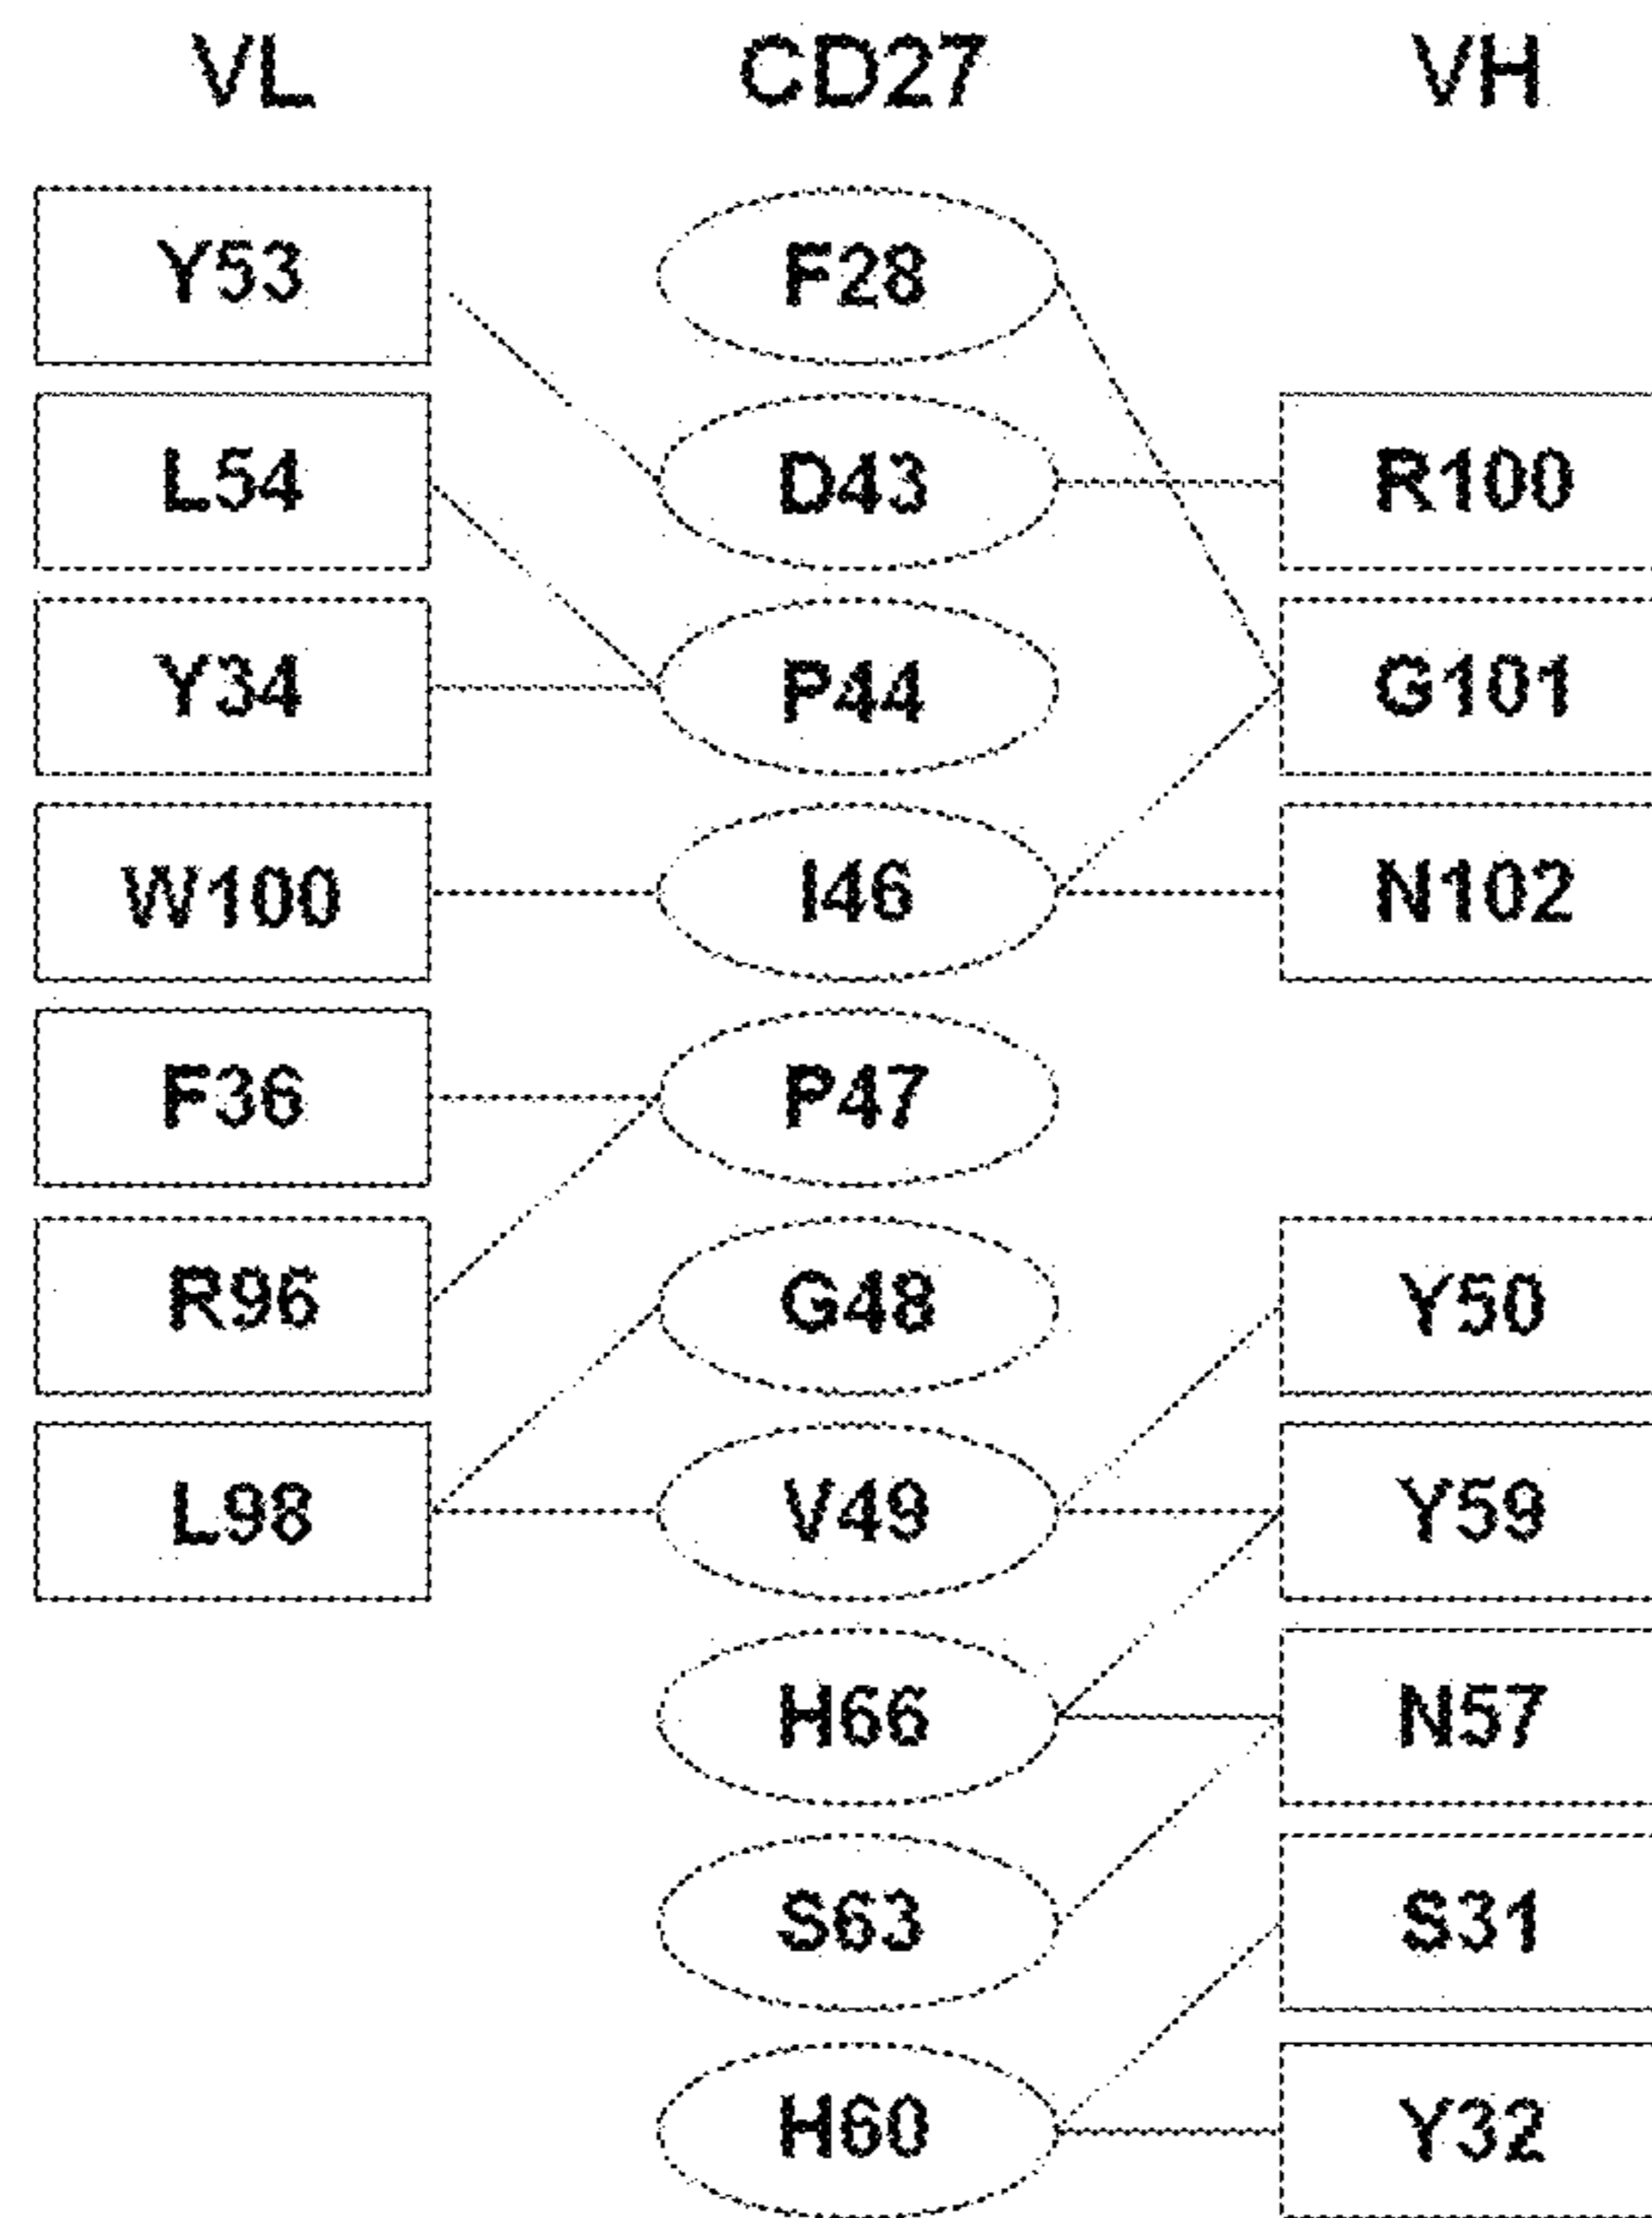 VL CD27 VH
Y53 F28
L54 D43 R100
Y34 P44 G101
W100 I46 N102
F36 P47
R96 G48 Y50
L98 V49 Y59
H66 N57
S63 S31
H60 Y32